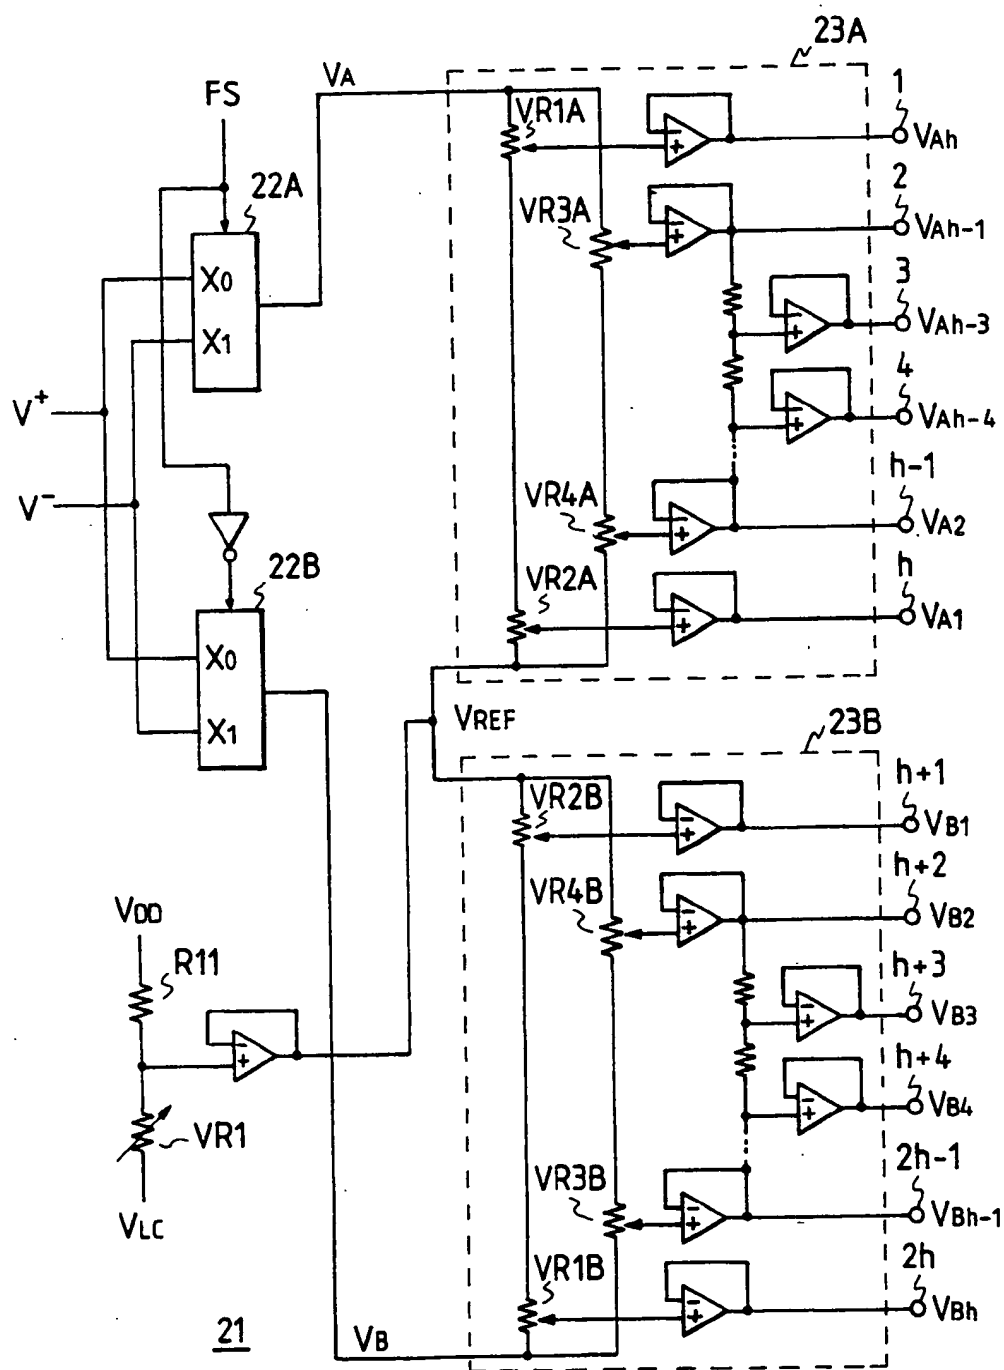 23A
VA
FS
1
VR1A
VAh
22A
2
VR3A
VAh-1
X0
3
X1
VAh-3
4
V+
VAh-4
h-1
V-
VR4A
VA2
22B
VR2A
h
VA1
X0
X1
VREF
23B
h+1
VR2B
VB1
h+2
VR4B
VB2
VDD
R11
h+3
VB3
h+4
VB4
VR1
2h-1
VR3B
VBh-1
VLC
2h
VR1B
VBh
21
VB